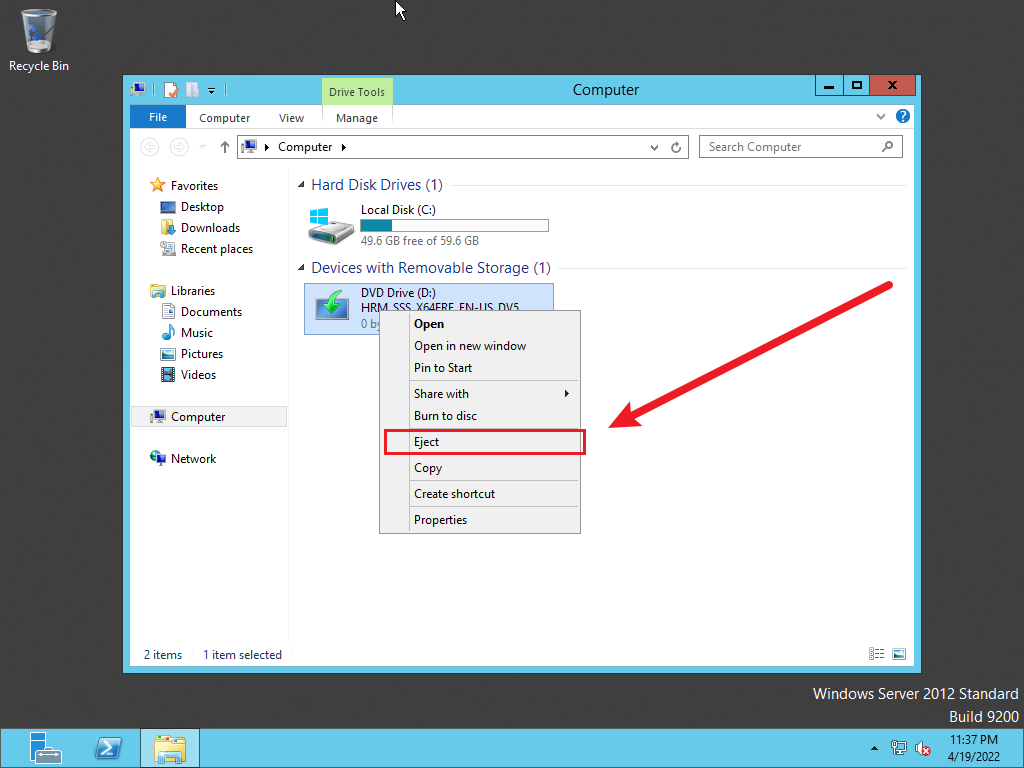 Recycle Bin
Drive Tools
Computer
File
Computer
View
Manage
Computer
Search Computer
Favorites
Desktop
Downloads
Recent places
Libraries
Documents
Music
Pictures
Videos
Computer
Network
Hard Disk Drives (1)
Local Disk (C:)
49.6 GB free of 59.6 GB
Devices with Removable Storage (1)
DVD Drive (D:)
HRM_SSS_X64FRE_EN-US_DV5
0 by
Open
Open in new window
Pin to Start
Share with
Burn to disc
Eject
Copy
Create shortcut
Properties
2 items
1 item selected
Windows Server 2012 Standard
Build 9200
11:37 PM
4/19/2022